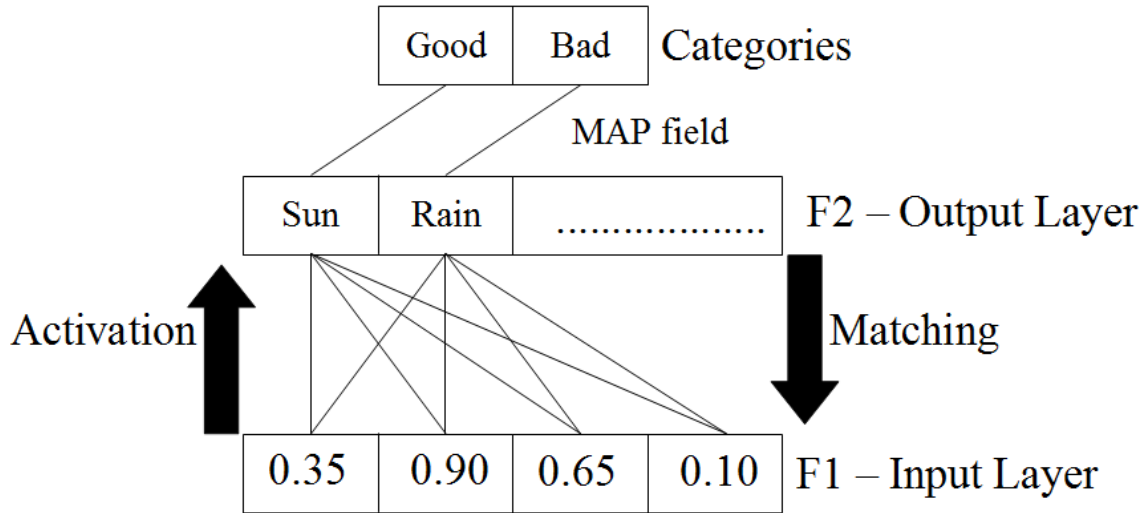 Good Bad Categories
MAP field
Sun Rain ................... F2 – Output Layer
Activation Matching
0.35 0.90 0.65 0.10 F1 – Input Layer